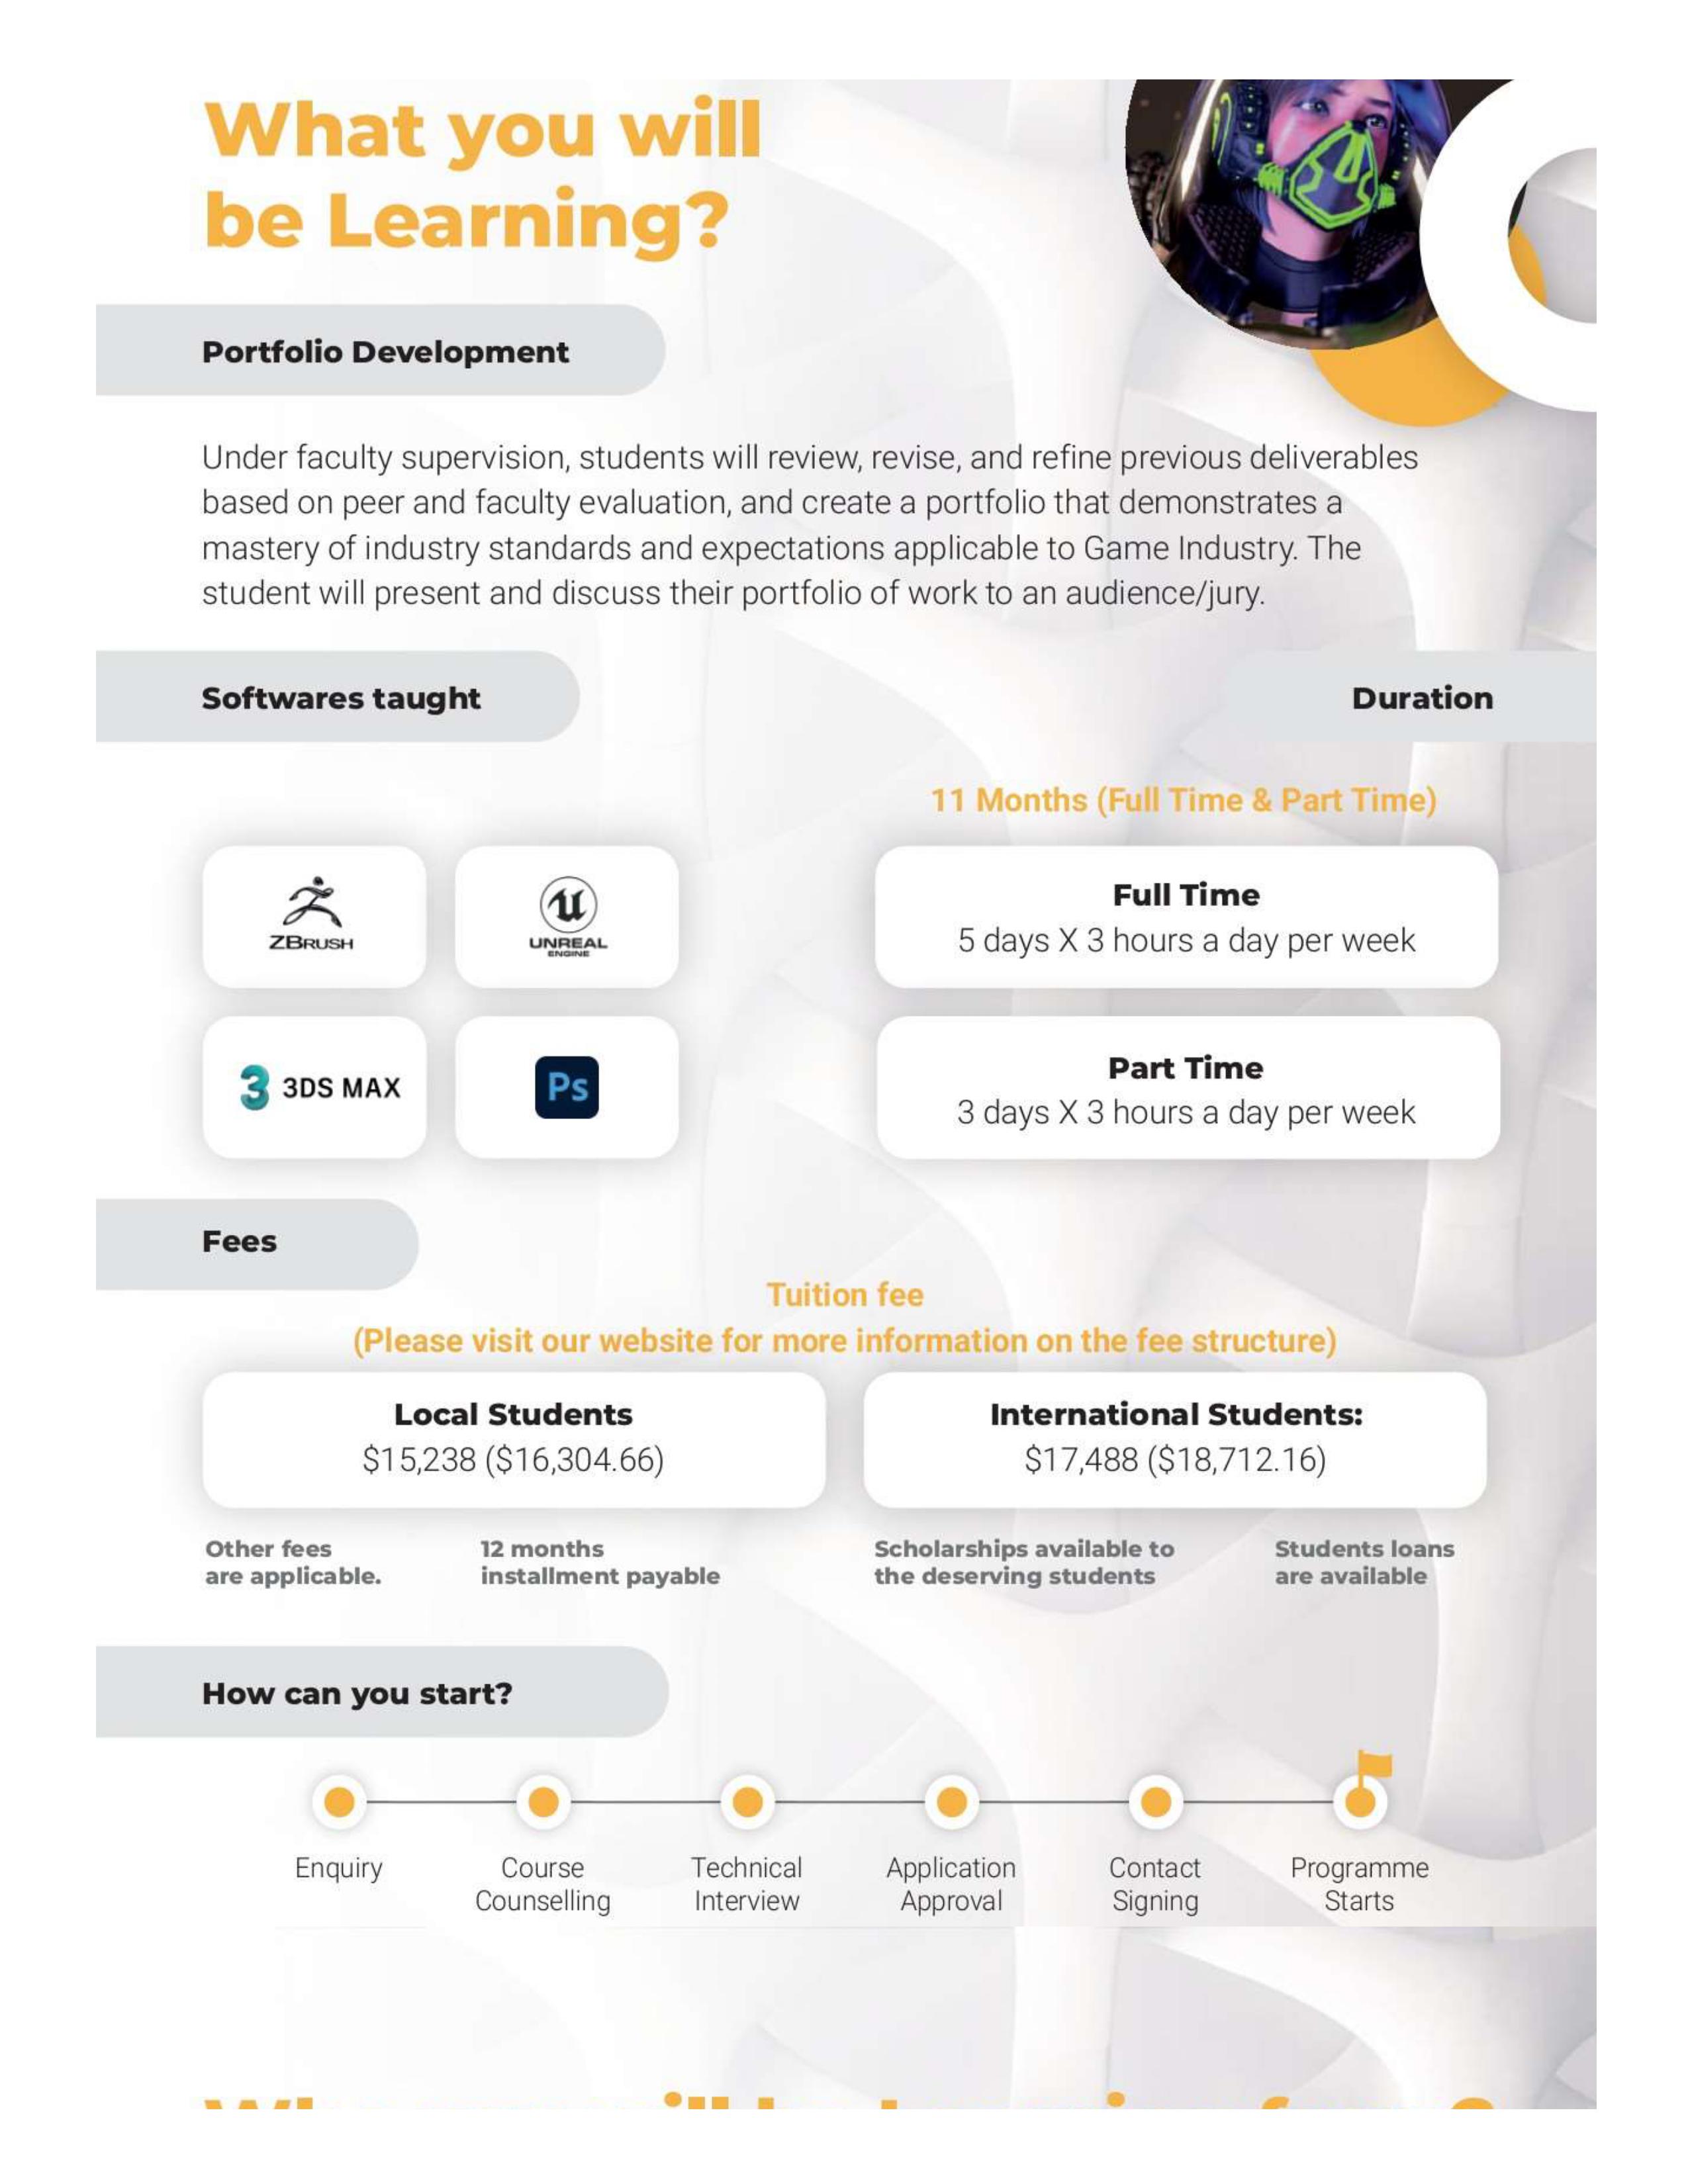 What you will
be Learning?
Portfolio Development
Under faculty supervision, students will review, revise, and refine previous deliverables
based on peer and faculty evaluation, and create a portfolio that demonstrates a
mastery of industry standards and expectations applicable to Game Industry. The
student will present and discuss their portfolio of work to an audience/jury.
Softwares taught
Duration
11 Months (Full Time & Part Time)
ZBRUSH
UNREAL
ENGINE
Full Time
5 days X 3 hours a day per week
3 3DS MAX
Ps
Part Time
3 days X 3 hours a day per week
Fees
Tuition fee
(Please visit our website for more information on the fee structure)
Local Students
$15,238 ($16,304.66)
International Students:
$17,488 ($18,712.16)
Other fees
are applicable.
12 months
installment payable
Scholarships available to
the deserving students
Students loans
are available
How can you start?
Enquiry
Course
Counselling
Technical
Interview
Application
Approval
Contact
Signing
Programme
Starts